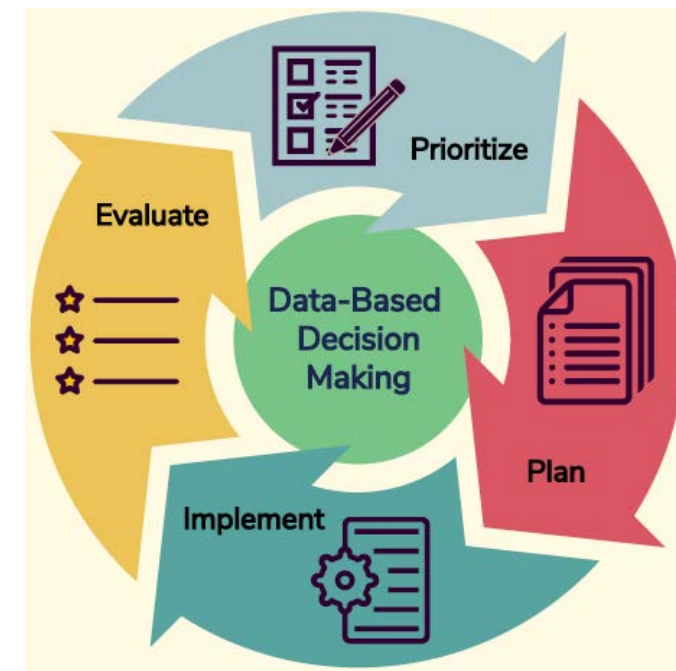 Prioritize
Evaluate
Data-Based
Decision
Making
Plan
Implement